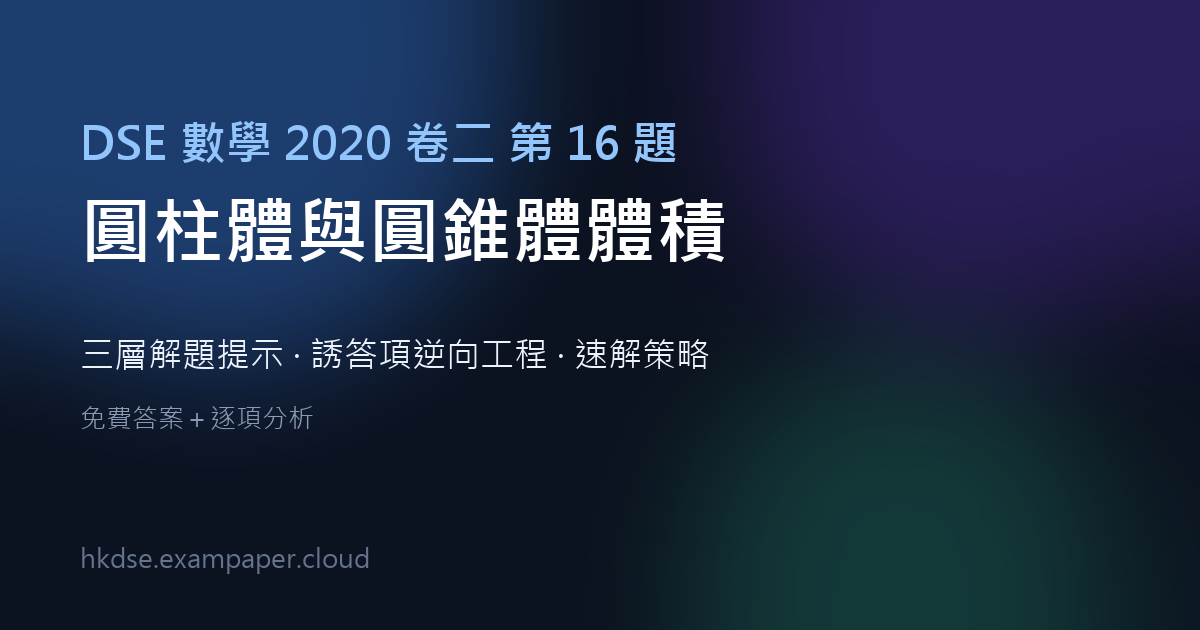 DSE 數學 2020 卷二 第 16 題
圓柱體與圓錐體體積
三層解題提示 · 誘答項逆向工程 · 速解策略
免費答案 + 逐項分析
hkdse.exampaper.cloud